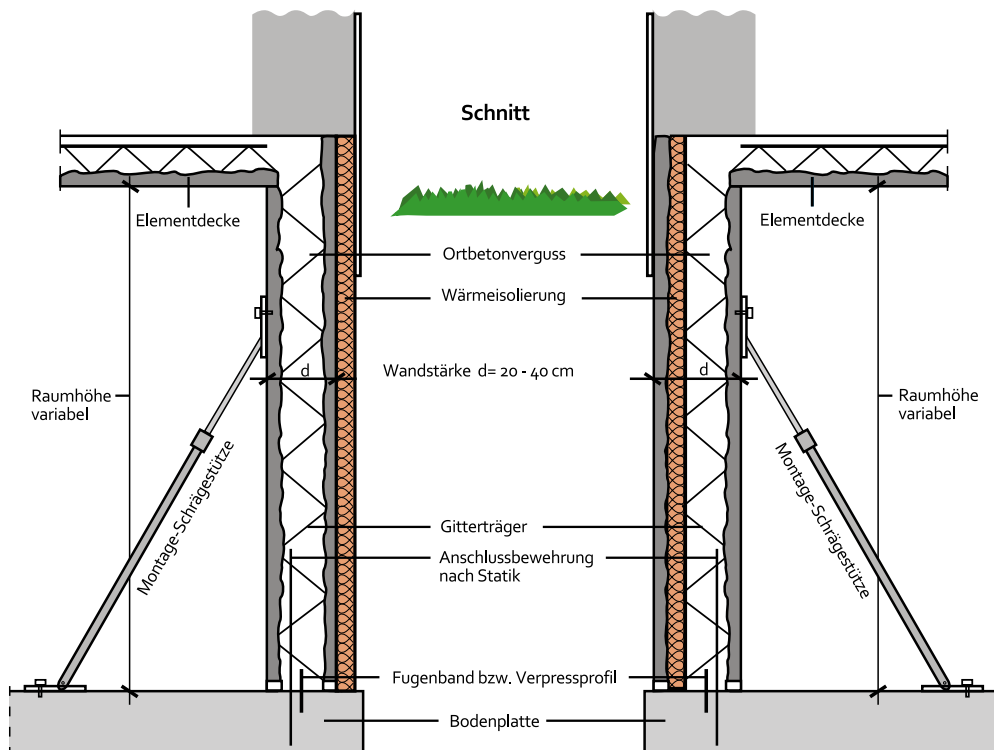 Schnitt
Elementdecke
Elementdecke
Ortbetonverguss
Wärmeisolierung
d
Wandstärke d= 20 - 40 cm
d
Raumhöhe
variabel
Raumhöhe
variabel
Montage-Schrägestütze
Montage-Schrägestütze
Gitterträger
Anschlussbewehrung
nach Statik
Fugenband bzw. Verpressprofil
Bodenplatte